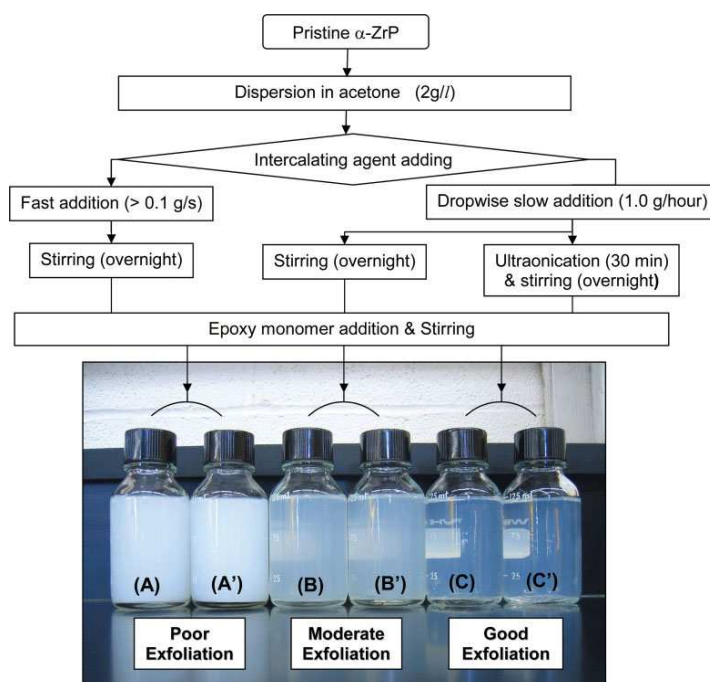 Pristine α-ZrP
Dispersion in acetone (2g/l)
Intercalating agent adding
Fast addition (> 0.1 g/s)
Dropwise slow addition (1.0 g/hour)
Stirring (overnight)
Stirring (overnight)
Ultraonication (30 min)
& stirring (overnight)
Epoxy monomer addition & Stirring
(A)
(A')
(B)
(B')
(C)
(C')
Poor
Exfoliation
Moderate
Exfoliation
Good
Exfoliation